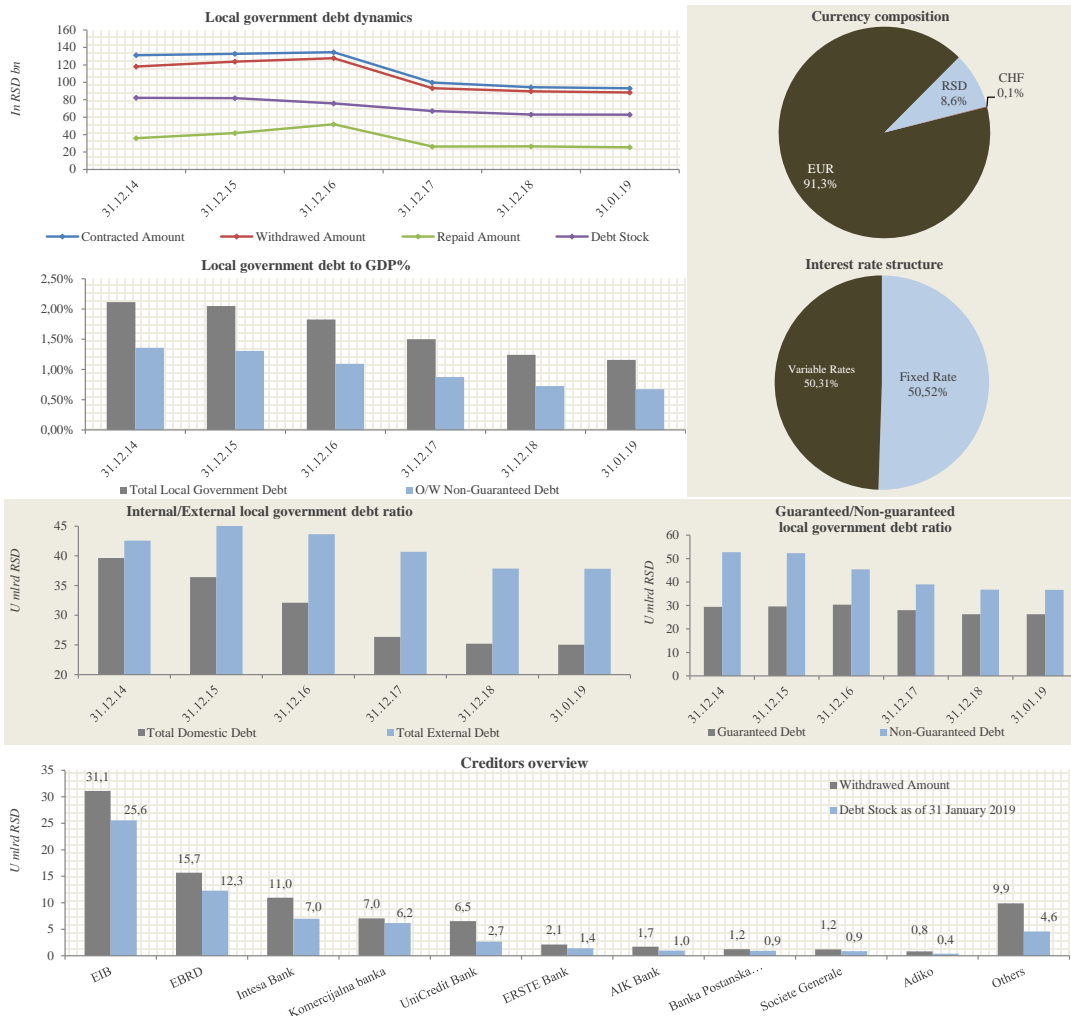 Local government debt dynamics
In RSD bn
160
140
120
100
80
60
40
20
0
31.12.14
31.12.15
31.12.16
31.12.17
31.12.18
31.01.19
Contracted Amount
Withdrawed Amount
Repaid Amount
Debt Stock
Currency composition
RSD
8,6%
CHF
0,1%
EUR
91,3%
Local government debt to GDP%
2,50%
2,00%
1,50%
1,00%
0,50%
0,00%
31.12.14
31.12.15
31.12.16
31.12.17
31.12.18
31.01.19
Total Local Government Debt
O/W Non-Guaranteed Debt
Interest rate structure
Variable Rates
50,31%
Fixed Rate
50,52%
Internal/External local government debt ratio
U mlrd RSD
45
40
35
30
25
20
31.12.14
31.12.15
31.12.16
31.12.17
31.12.18
31.01.19
Total Domestic Debt
Total External Debt
Guaranteed/Non-guaranteed
local government debt ratio
U mlrd RSD
60
50
40
30
20
10
0
31.12.14
31.12.15
31.12.16
31.12.17
31.12.18
31.01.19
Guaranteed Debt
Non-Guaranteed Debt
Creditors overview
U mlrd RSD
35
30
25
20
15
10
5
0
Withdrawed Amount
Debt Stock as of 31 January 2019
31,1
25,6
15,7
12,3
11,0
7,0
7,0
6,2
6,5
2,7
2,1
1,4
1,7
1,0
1,2
0,9
1,2
0,9
0,8
0,4
9,9
4,6
EIB
EBRD
Intesa Bank
Komercijalna banka
UniCredit Bank
ERSTE Bank
AIK Bank
Banka Postanska…
Societe Generale
Adiko
Others